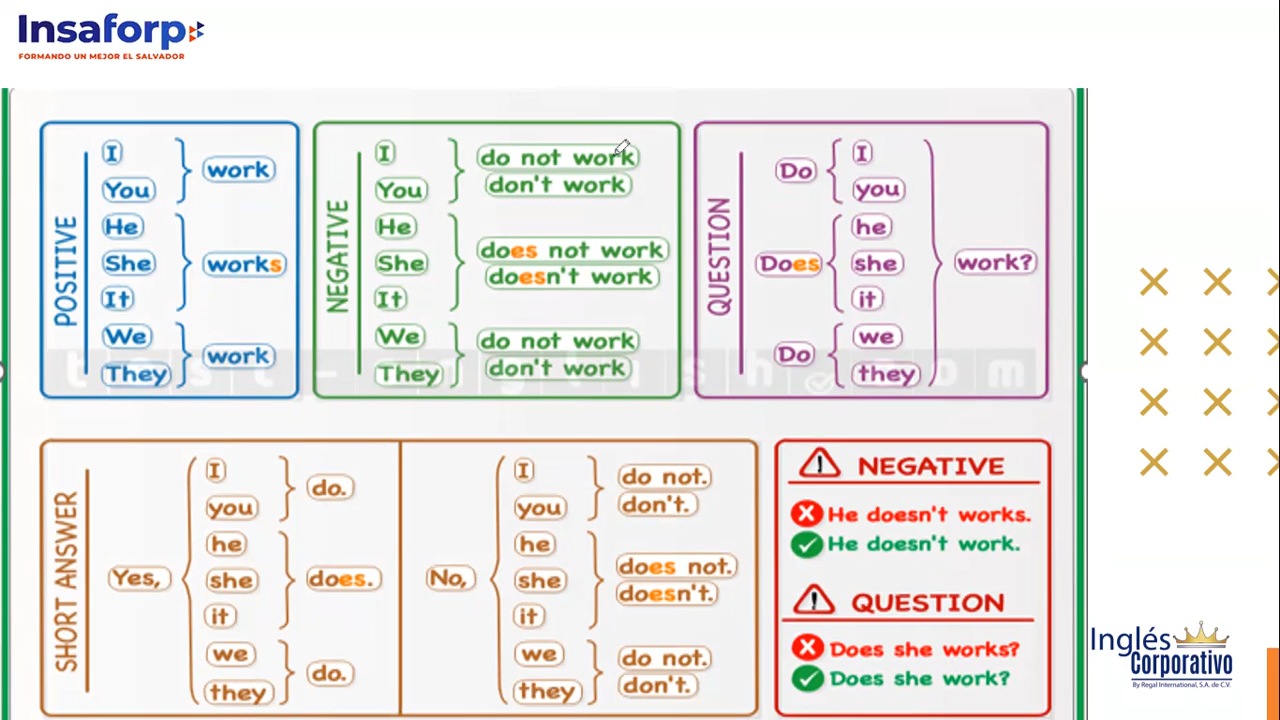 Insaforp
FORMANDO UN MEJOR EL SALVADOR
POSITIVE
I
You
work
He
She
It
works
We
They
work
NEGATIVE
I
You
do not work
don't work
He
She
It
does not work
doesn't work
We
They
do not work
don't work
QUESTION
Do
I
you
Does
he
she
it
Do
we
they
work?
SHORT ANSWER
Yes,
I
you
do.
he
she
it
does.
we
they
do.
No,
I
you
do not.
don't.
he
she
it
does not.
doesn't.
we
they
do not.
don't.
NEGATIVE
He doesn't works.
He doesn't work.
QUESTION
Does she works?
Does she work?
Inglés
Corporativo
By Regal International, S.A. de C.V.